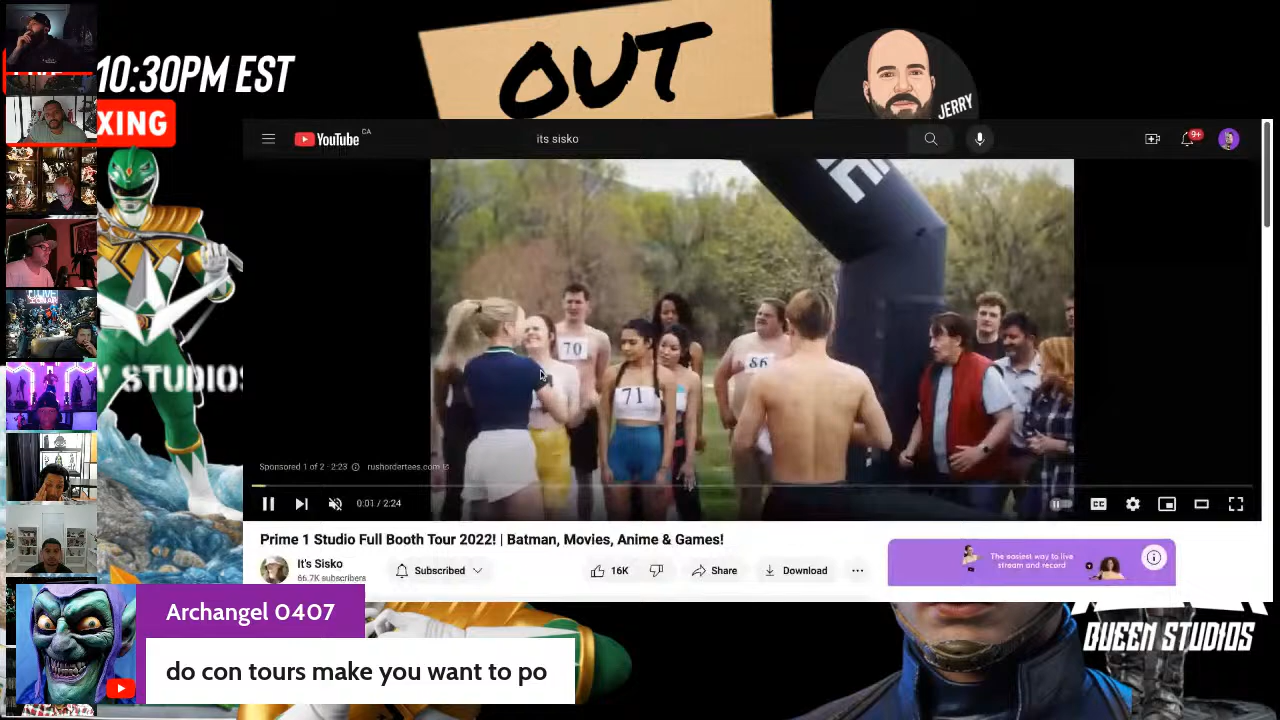 10:30PM EST
XING
OUT
JERRY
YouTube CA
its sisko
9+
70
71
86
Sponsored 1 of 2 · 2:23
rushordertees.com
0:01 / 2:24
CC
Prime 1 Studio Full Booth Tour 2022! | Batman, Movies, Anime & Games!
It's Sisko
66.7K subscribers
Subscribed
16K
Share
Download
The easiest way to live
stream and record
Y STUDIOS
QUEEN STUDIOS
Archangel 0407
do con tours make you want to po